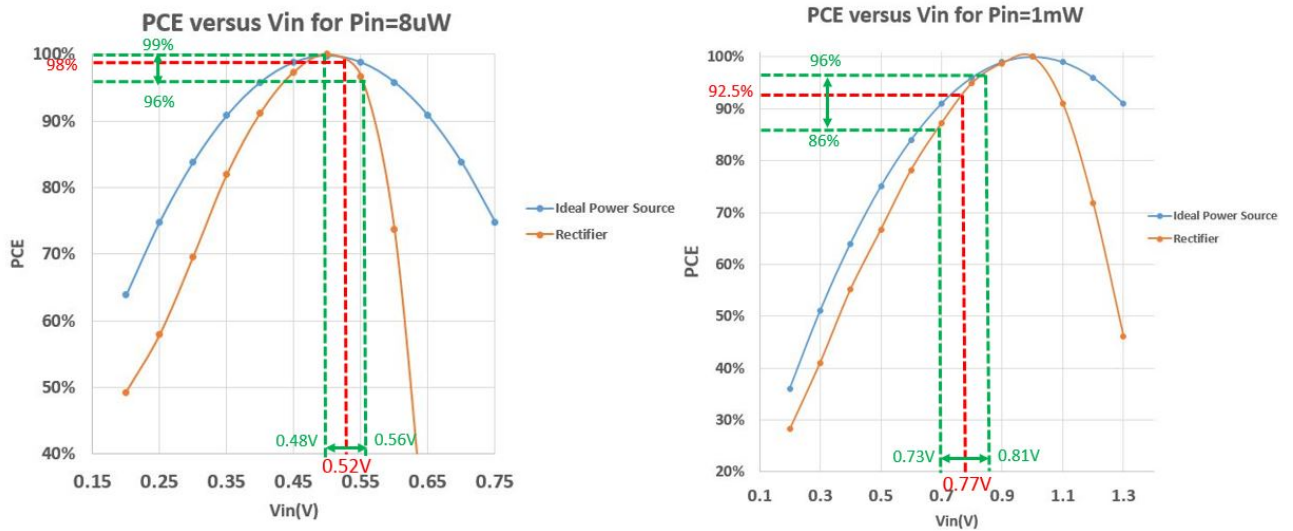 PCE versus Vin for Pin=8uW
100%
99%
98%
96%
90%
80%
70%
60%
50%
40%
PCE
0.48V
0.56V
0.52V
0.15 0.25 0.35 0.45 0.55 0.65 0.75
Vin(V)
Ideal Power Source
Rectifier
PCE versus Vin for Pin=1mW
100%
96%
92.5%
90%
86%
80%
70%
60%
50%
40%
30%
20%
PCE
0.73V
0.81V
0.77V
0.1 0.3 0.5 0.7 0.9 1.1 1.3
Vin(V)
Ideal Power Source
Rectifier